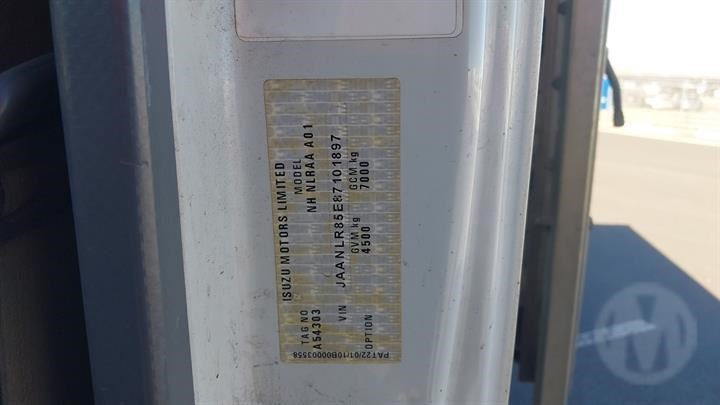 ISUZU MOTORS LIMITED
TAG NO MODEL
A54303 NH NLRAA A01
VIN JAANLR85E87101897
GVM kg GCM kg
4500 7000
OPTION
PAT22/01/10B00003558